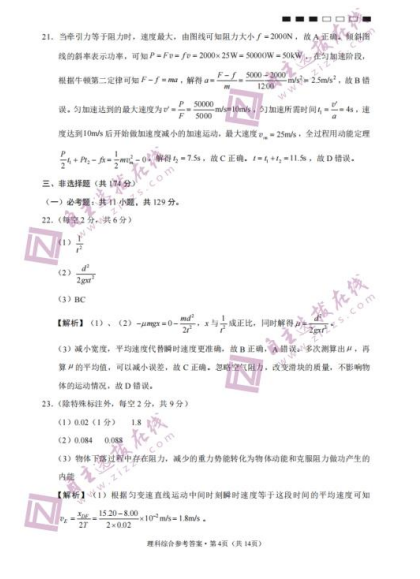 21. 当牵引力等于阻力时，速度最大，由图线可知阻力大小 f = 2000N，故 A 正确。倾斜图
线的斜率表示功率，可知 P = Fv = fv = 2000×25W = 50000W = 50kW，在匀加速阶段，
根据牛顿第二定律可知 F − f = ma，解得 a = (F − f)/m = (5000 − 2000)/1200 m/s² = 2.5m/s²，故 B 错
误。匀加速达到的最大速度为 v′ = P/F = 50000/5000 m/s=10m/s，匀加速所需时间 t₁ = v′/a = 4s，速
度达到10m/s 后开始做加速度减小的加速运动，最大速度 vₘ = 25m/s，全过程用动能定理
P/2 t₁ + Pt₂ − fs = 1/2 mvₘ² − 0，解得 t₂ = 7.5s，故 C 正确。t = t₁ + t₂ = 11.5s，故 D 错误。
三、非选择题（共 174 分）
（一）必考题：共 11 小题，共 129 分。
22.（每空 2 分，共 6 分）
（1）1/t²
（2）d²/2gxt²
（3）BC
【解析】（1）、（2）−μmgx = 0 − md²/2t²，x 与 1/t² 成正比，同时解得 μ = d²/2gxt²。
（3）减小宽度，平均速度代替瞬时速度更准确，故 B 正确，A 错误。多次测算出 μ，再
算 μ 的平均值，可以减小误差，故 C 正确。忽略空气阻力，改变滑块的质量，不影响物
体的运动情况，故 D 错误。
23.（除特殊标注外，每空 2 分，共 9 分）
（1）0.02（1 分） 1.8
（2）0.084 0.088
（3）物体下落过程中存在阻力，减少的重力势能转化为物体动能和克服阻力做功产生的
内能
【解析】（1）根据匀变速直线运动中间时刻瞬时速度等于这段时间的平均速度可知
v_E = x_DF/2T = (15.20 − 8.00)/(2×0.02) ×10⁻² m/s = 1.8m/s。
理科综合参考答案·第 4页（共 14页）